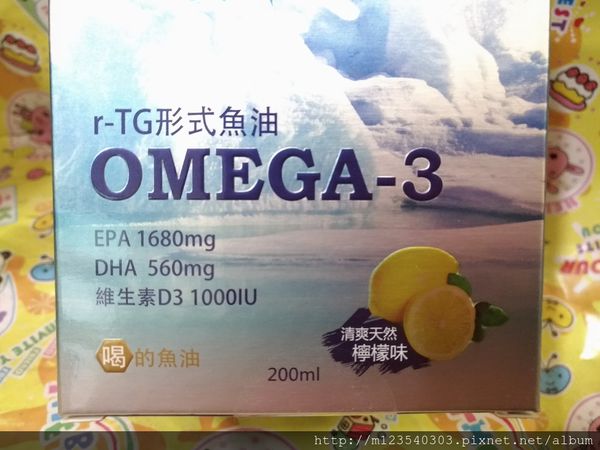 r-TG形式魚油
OMEGA-3
EPA 1680mg
DHA 560mg
維生素D3 1000IU
清爽天然
檸檬味
喝的魚油
200ml
http://m123540303.pixnet.net/album